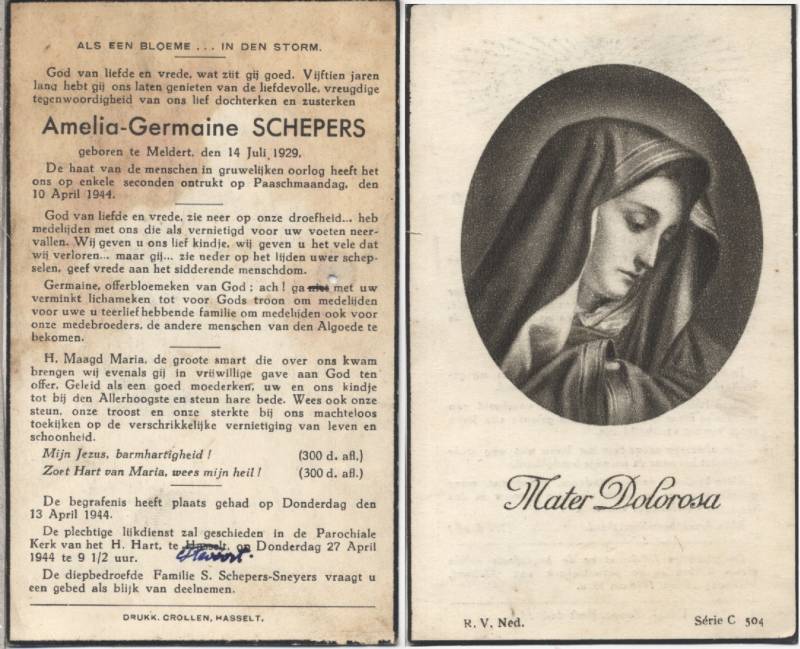 ALS EEN BLOEME ... IN DEN STORM.
God van liefde en vrede, wat zijt gij goed. Vijftien jaren
lang hebt gij ons laten genieten van de liefdevolle, vreugdige
tegenwoordigheid van ons lief dochterken en zusterken
Amelia-Germaine SCHEPERS
geboren te Meldert, den 14 Juli 1929.
De haat van de menschen in gruwelijken oorlog heeft het
ons op enkele seconden ontrukt op Paaschmaandag, den
10 April 1944.
God van liefde en vrede, zie neer op onze droefheid... heb
medelijden met ons die als vernietigd voor uw voeten neer-
vallen. Wij geven u ons lief kindje, wij geven u het vele dat
wij verloren... maar gij... zie neder op het lijden uwer schep-
selen, geef vrede aan het sidderende menschdom.
Germaine, offerbloemeken van God : ach ! ga niet met uw
verminkt lichameken tot voor Gods troon om medelijden
voor uwe u teerlief hebbende familie om medelijden ook voor
onze medebroeders, de andere menschen van den Algoede te
bekomen.
H. Maagd Maria, de groote smart die over ons kwam
brengen wij evenals gij in vrijwillige gave aan God ten
offer. Geleid als een goed moederken, uw en ons kindje
tot bij den Allerhoogste en steun hare bede. Wees ook onze
steun, onze troost en onze sterkte bij ons machteloos
toekijken op de verschrikkelijke vernietiging van leven en
schoonheid.
Mijn Jezus, barmhartigheid ! (300 d. afl.)
Zoet Hart van Maria, wees mijn heil ! (300 d. afl.)
De begrafenis heeft plaats gehad op Donderdag den
13 April 1944.
De plechtige lijkdienst zal geschieden in de Parochiale
Kerk van het H. Hart, te Hasselt, op Donderdag 27 April
1944 te 9 1/2 uur.
De diepbedroefde Familie S. Schepers-Sneyers vraagt u
een gebed als blijk van deelnemen.
DRUKK. CROLLEN, HASSELT.
Mater Dolorosa
R. V. Ned. Série C 504